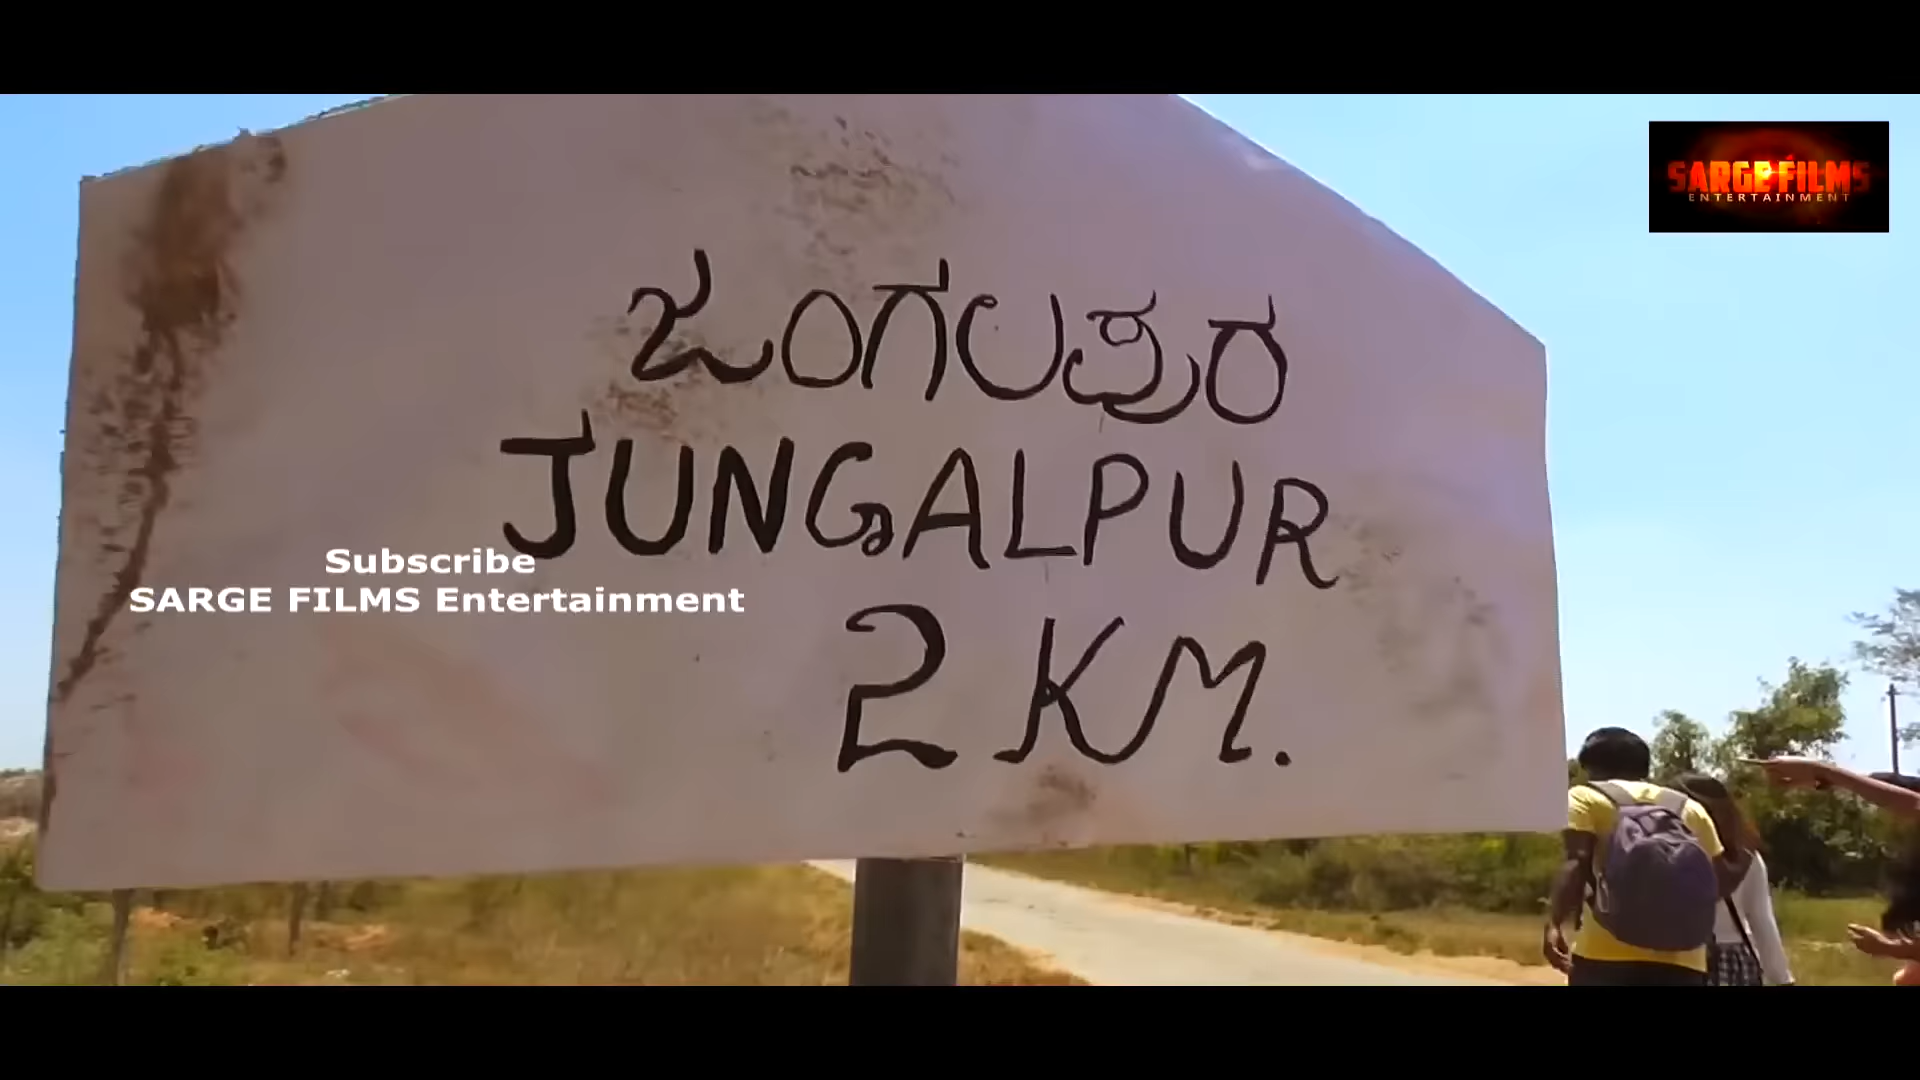 SARGE FILMS
ENTERTAINMENT
ಜಂಗಲಪುರ
JUNGALPUR
Subscribe
SARGE FILMS Entertainment
2 KM.